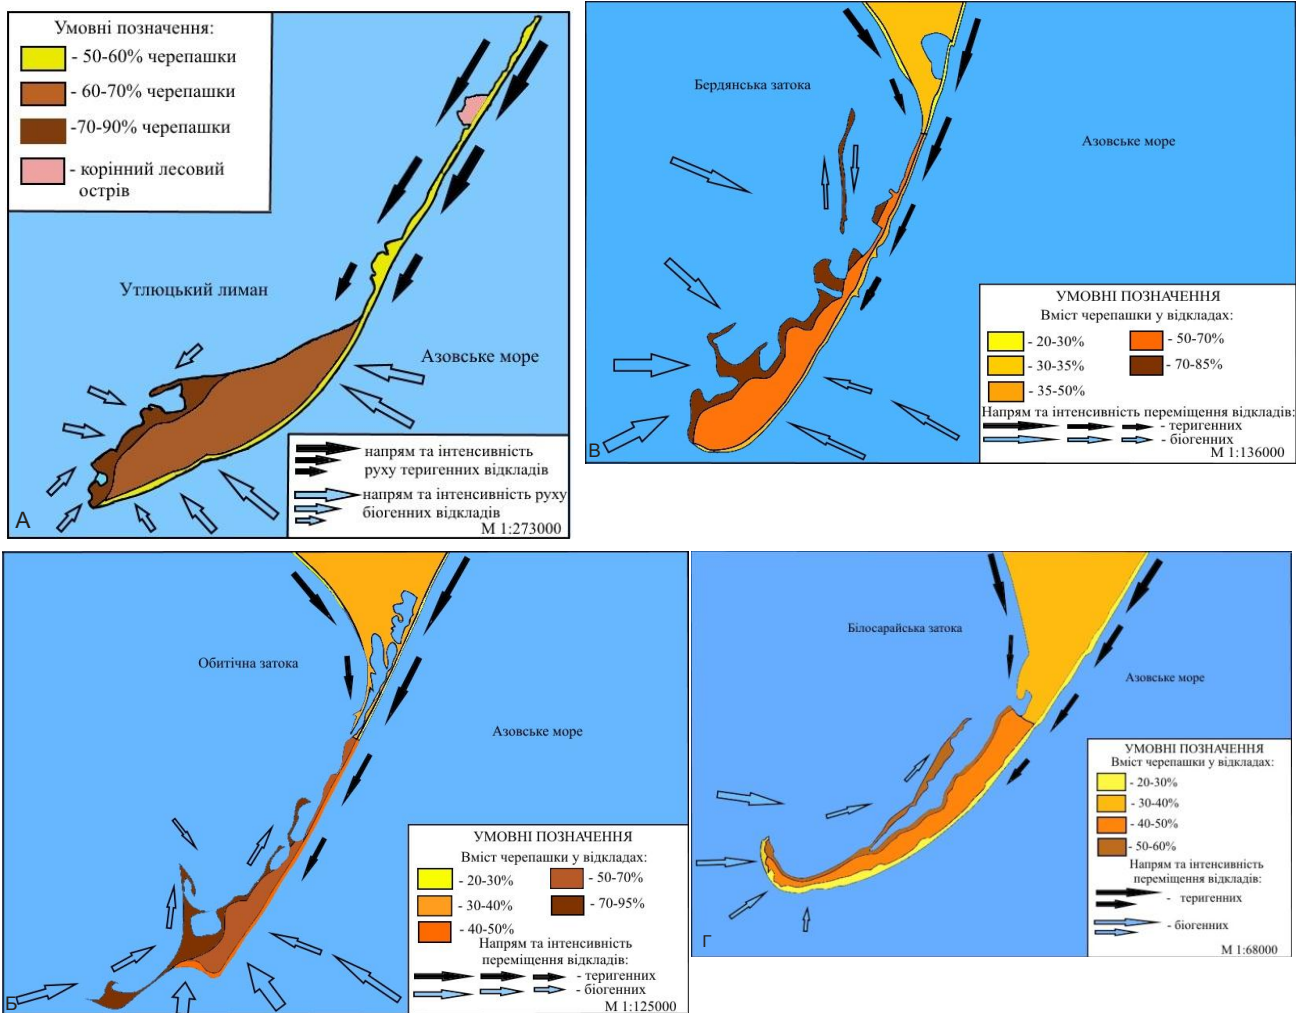 Умовні позначення:
- 50-60% черепашки
- 60-70% черепашки
-70-90% черепашки
- корінний лесовий
острів
Утлюцький лиман
Азовське море
напрям та інтенсивність
руху теригенних відкладів
напрям та інтенсивність руху
біогенних відкладів
М 1:273000
А
Бердянська затока
Азовське море
УМОВНІ ПОЗНАЧЕННЯ
Вміст черепашки у відкладах:
- 20-30%
- 50-70%
- 30-35%
- 70-85%
- 35-50%
Напрям та інтенсивність переміщення відкладів:
- теригенних
- біогенних
М 1:136000
В
Обитічна затока
Азовське море
УМОВНІ ПОЗНАЧЕННЯ
Вміст черепашки у відкладах:
- 20-30%
- 50-70%
- 30-40%
- 70-95%
- 40-50%
Напрям та інтенсивність
переміщення відкладів:
- теригенних
- біогенних
М 1:125000
Б
Білосарайська затока
Азовське море
УМОВНІ ПОЗНАЧЕННЯ
Вміст черепашки у відкладах:
- 20-30%
- 30-40%
- 40-50%
- 50-60%
Напрям та інтенсивність
переміщення відкладів:
- теригенних
- біогенних
М 1:68000
Г